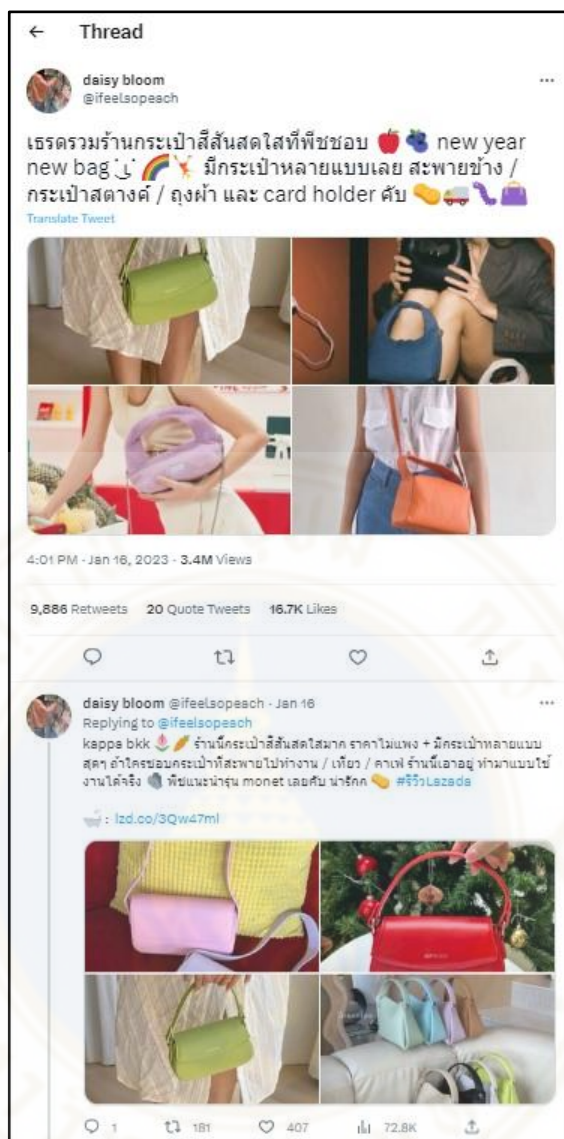 Thread
daisy bloom
@ifeelsopeach
เธรดรวมร้านกระเป๋าสีสันสดใสที่พีชชอบ 🍎🫐 new year
new bag ·͜· 🌈🤸 มีกระเป๋าหลายแบบเลย สะพายข้าง /
กระเป๋าสตางค์ / ถุงผ้า และ card holder คับ 🥔🚚🐛👜
Translate Tweet
4:01 PM · Jan 16, 2023 · 3.4M Views
9,886 Retweets 20 Quote Tweets 16.7K Likes
daisy bloom @ifeelsopeach · Jan 16
Replying to @ifeelsopeach
kappa bkk 🌷🥕 ร้านนี้กระเป๋าสีสันสดใสมาก ราคาไม่แพง + มีกระเป๋าหลายแบบ
สุดๆ ถ้าใครชอบกระเป๋าที่สะพายไปทำงาน / เที่ยว / คาเฟ่ ร้านนี้เอาอยู่ ทำมาแบบใช้
งานได้จริง 🪨 พีชแนะนำรุ่น monet เลยคับ น่ารักก 🥔 #รีวิวLazada
🛁 : lzd.co/3Qw47ml
1 181 407 72.8K